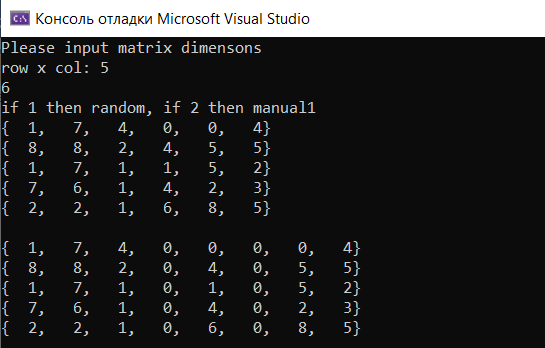 Консоль отладки Microsoft Visual Studio
Please input matrix dimensons
row x col: 5
6
if 1 then random, if 2 then manual1
{  1,   7,   4,   0,   0,   4}
{  8,   8,   2,   4,   5,   5}
{  1,   7,   1,   1,   5,   2}
{  7,   6,   1,   4,   2,   3}
{  2,   2,   1,   6,   8,   5}
{  1,   7,   4,   0,   0,   0,   0,   4}
{  8,   8,   2,   0,   4,   0,   5,   5}
{  1,   7,   1,   0,   1,   0,   5,   2}
{  7,   6,   1,   0,   4,   0,   2,   3}
{  2,   2,   1,   0,   6,   0,   8,   5}